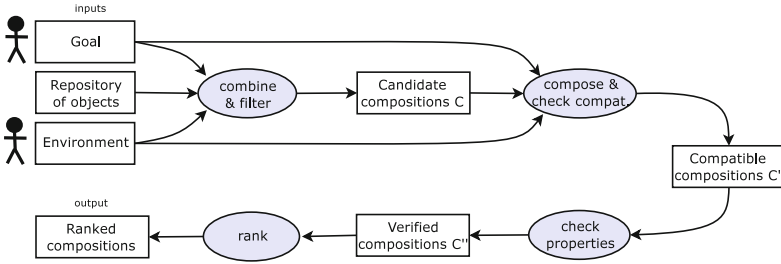 inputs
Goal
Repository
of objects
Environment
combine
& filter
Candidate
compositions C
compose &
check compat.
Compatible
compositions C'
check
properties
Verified
compositions C''
rank
output
Ranked
compositions